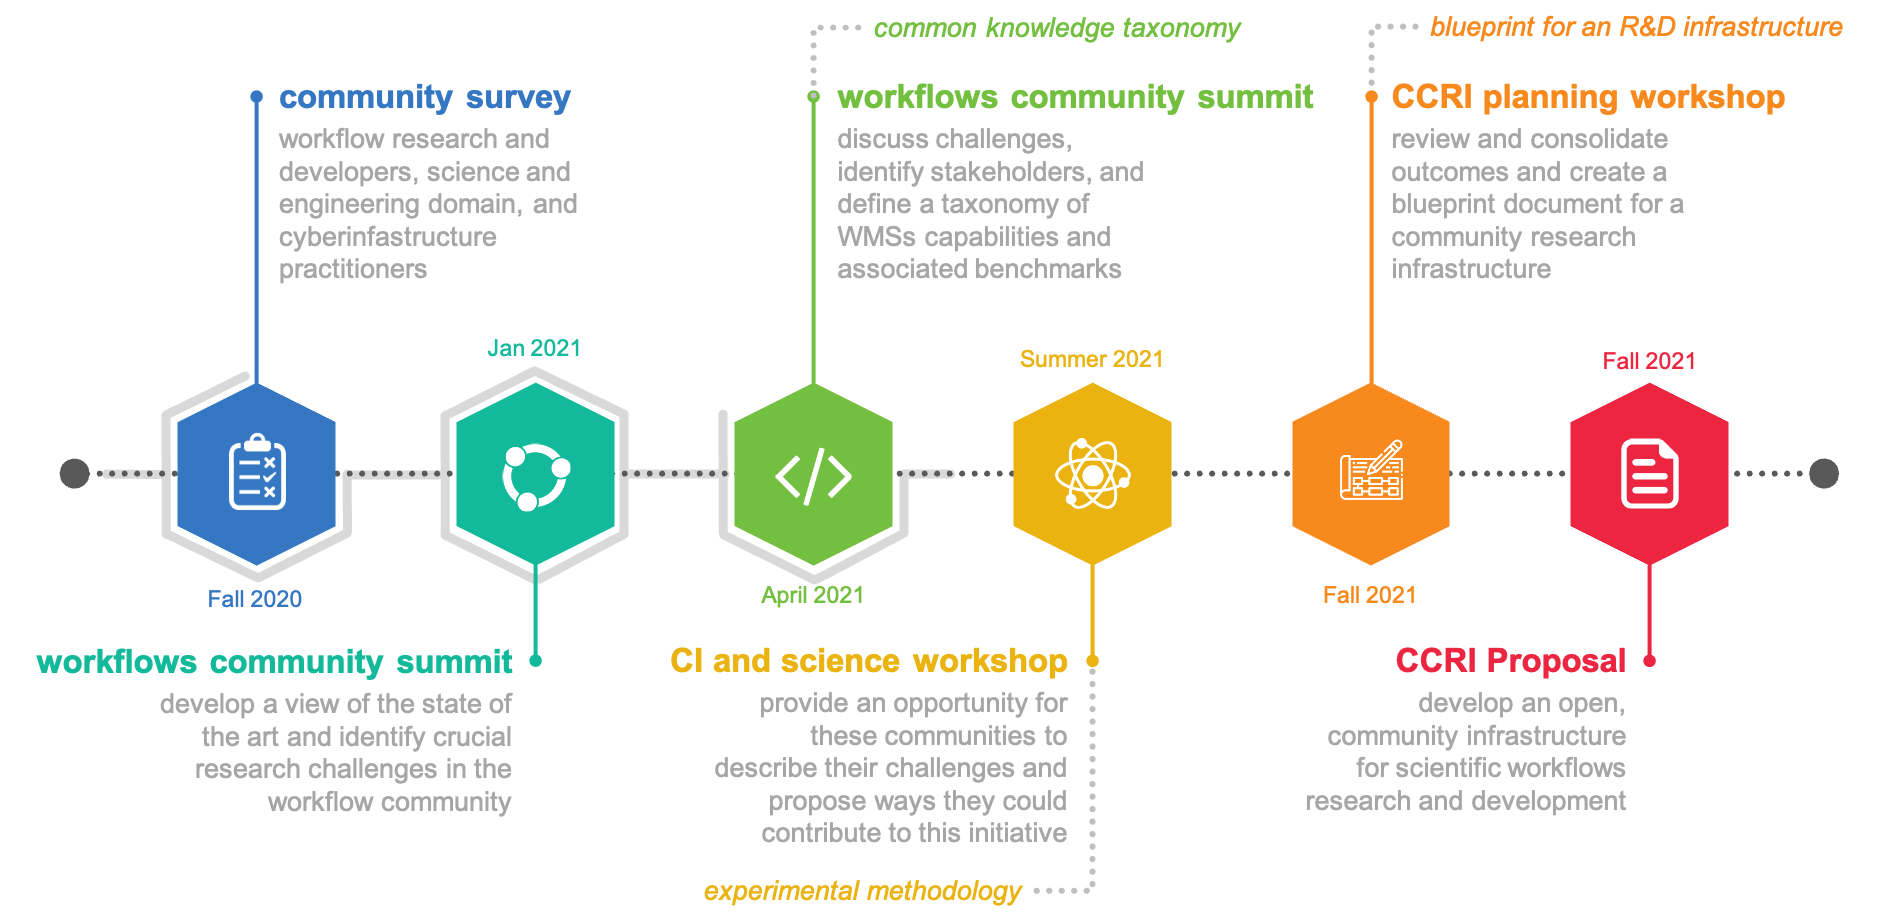 common knowledge taxonomy
blueprint for an R&D infrastructure
community survey
workflow research and
developers, science and
engineering domain, and
cyberinfastructure
practitioners
workflows community summit
discuss challenges,
identify stakeholders, and
define a taxonomy of
WMSs capabilities and
associated benchmarks
CCRI planning workshop
review and consolidate
outcomes and create a
blueprint document for a
community research
infrastructure
Jan 2021
Summer 2021
Fall 2021
</>
Fall 2020
April 2021
Fall 2021
workflows community summit
develop a view of the state of
the art and identify crucial
research challenges in the
workflow community
CI and science workshop
provide an opportunity for
these communities to
describe their challenges and
propose ways they could
contribute to this initiative
experimental methodology
CCRI Proposal
develop an open,
community infrastructure
for scientific workflows
research and development